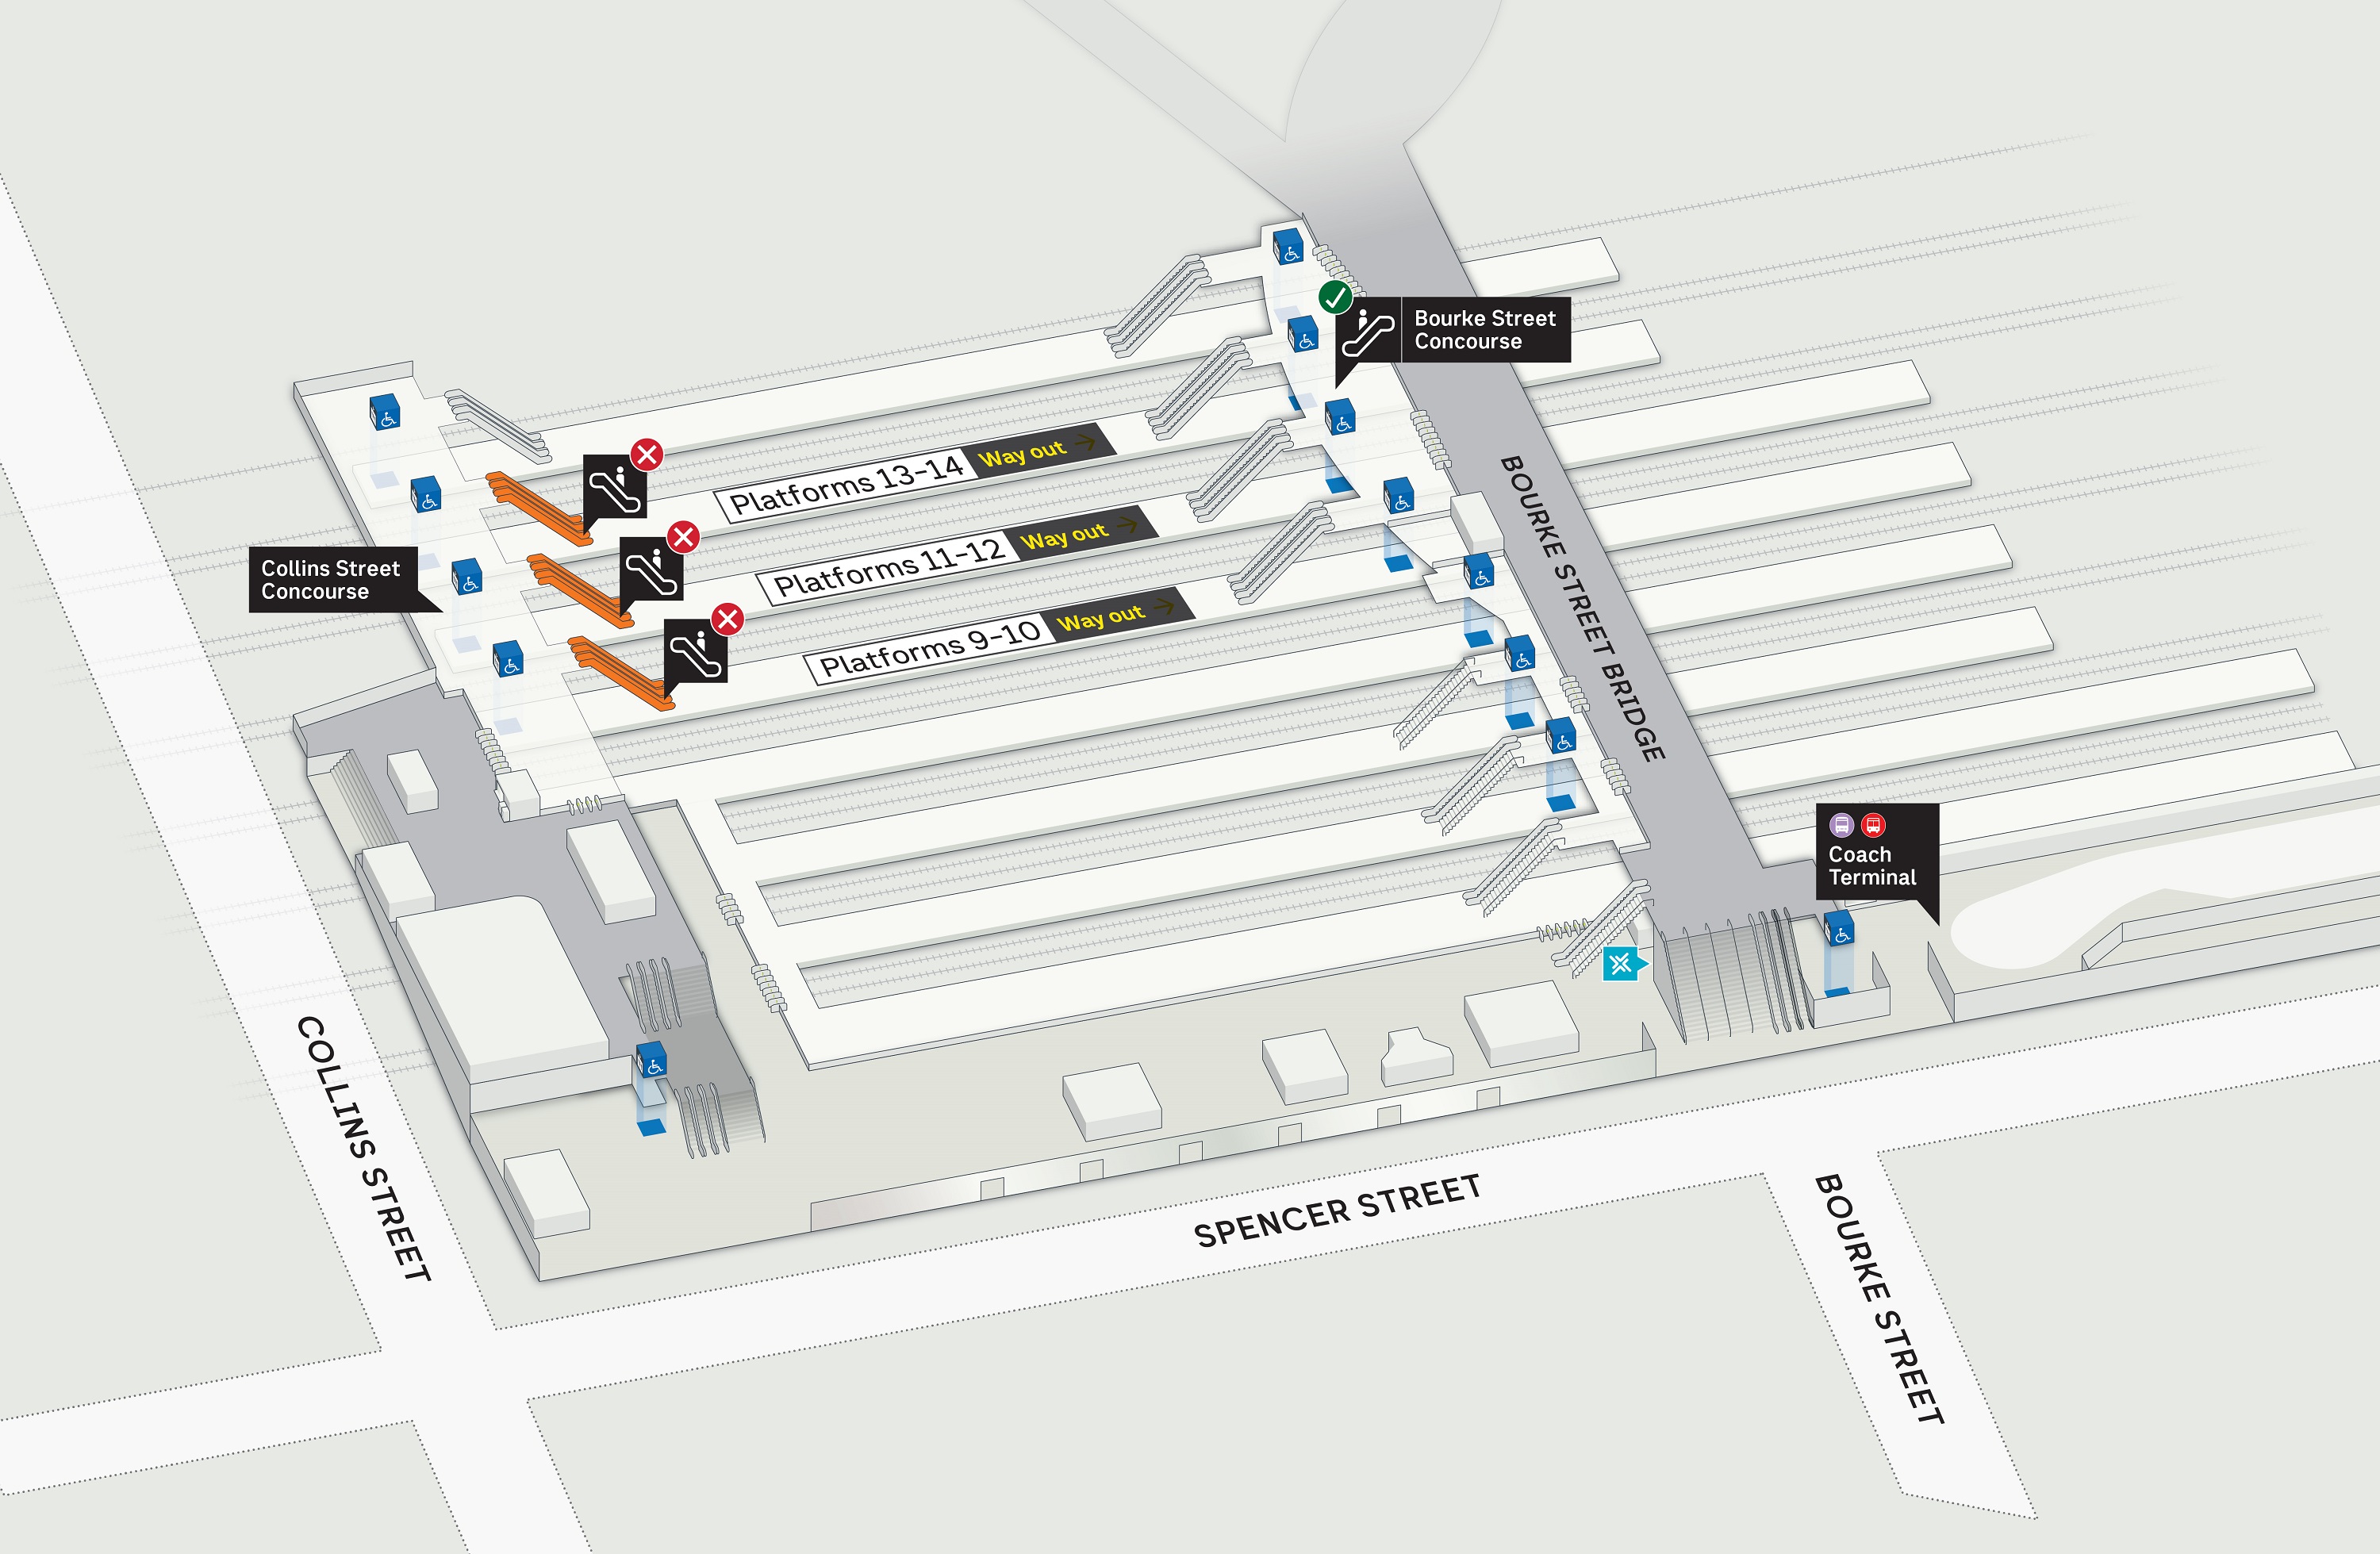 Bourke Street
Concourse
Platforms 13-14 Way out →
BOURKE STREET BRIDGE
Platforms 11-12 Way out →
Collins Street
Concourse
Platforms 9-10 Way out →
Coach
Terminal
COLLINS STREET
SPENCER STREET
BOURKE STREET